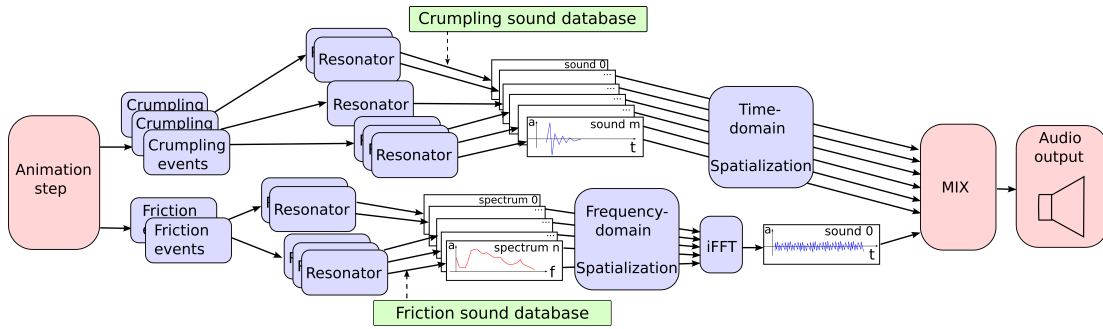 Crumpling sound database
Resonator
sound 0
...
Resonator
...
...
...
Crumpling
Crumpling
Crumpling
events
Resonator
a
sound m
t
Time-
domain
Spatialization
Animation
step
MIX
Audio
output
Friction
Friction
events
Resonator
spectrum 0
...
...
...
Resonator
a
spectrum n
f
Frequency-
domain
Spatialization
iFFT
a
sound 0
t
Friction sound database